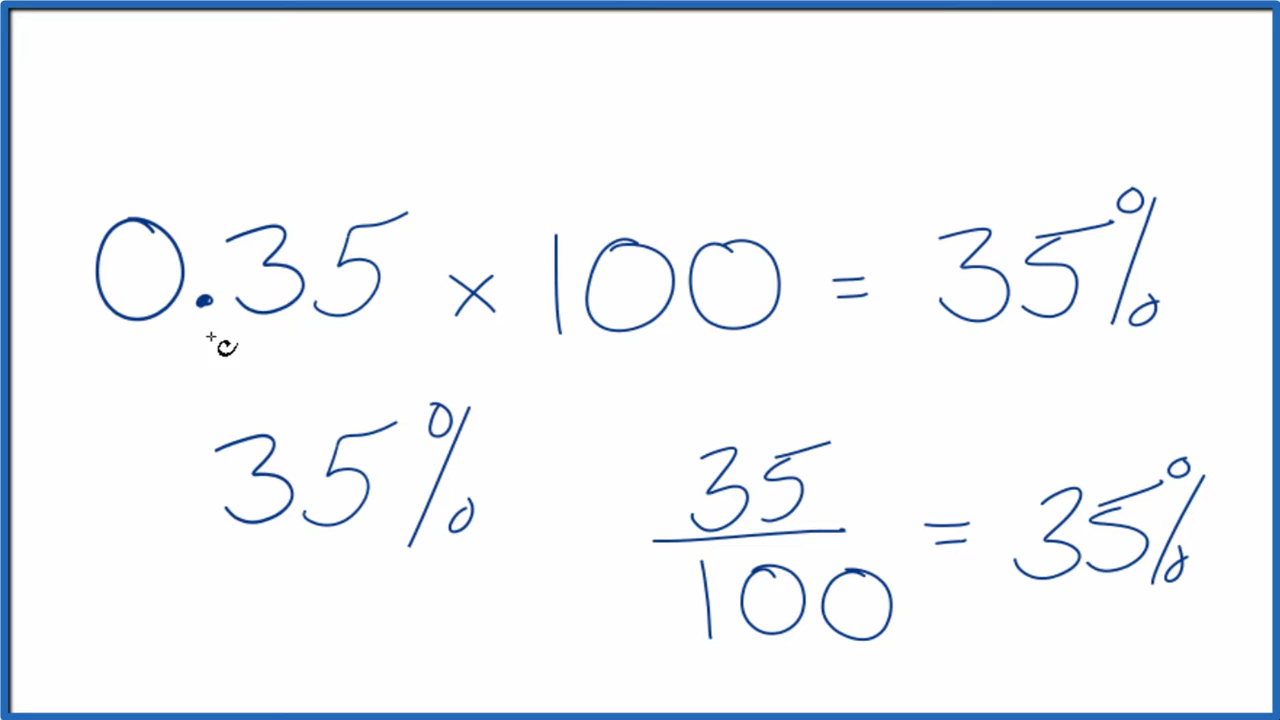 0.35 × 100 = 35%
35%
35/100 = 35%